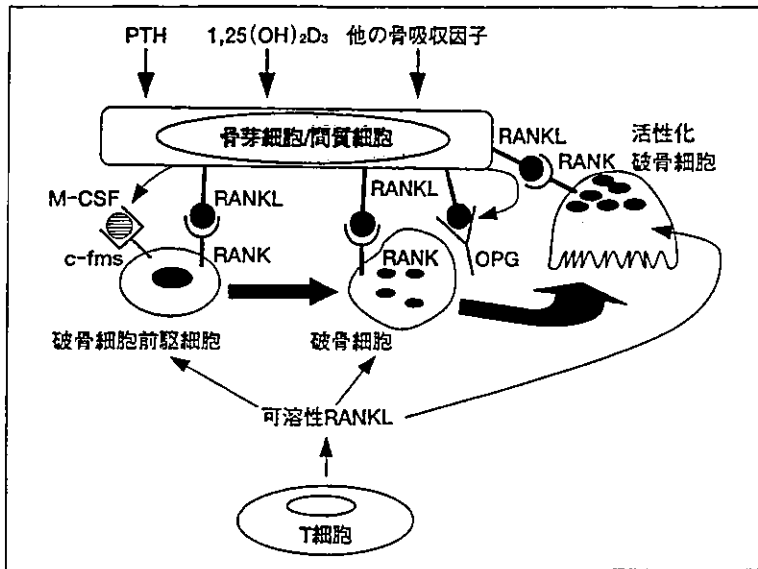 PTH 1,25(OH)₂D₃ 他の骨吸収因子
骨芽細胞/間質細胞
RANKL
RANK
活性化
破骨細胞
M-CSF
RANKL
RANKL
c-fms
RANK
RANK
OPG
破骨細胞前駆細胞
破骨細胞
可溶性RANKL
T細胞